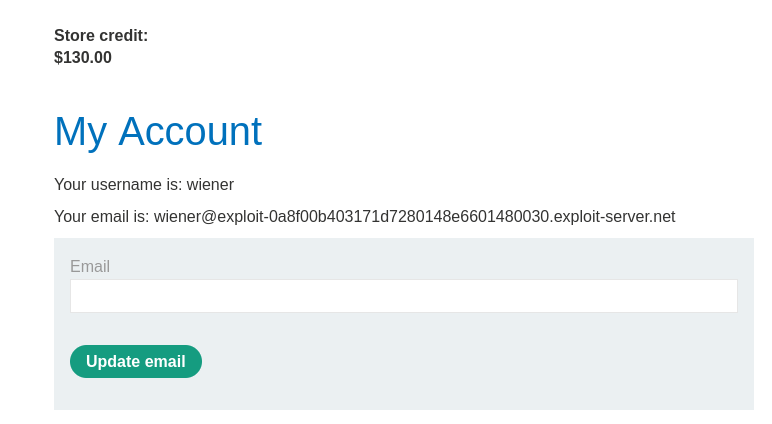 Store credit:
$130.00
My Account
Your username is: wiener
Your email is: wiener@exploit-0a8f00b403171d7280148e6601480030.exploit-server.net
Email
Update email